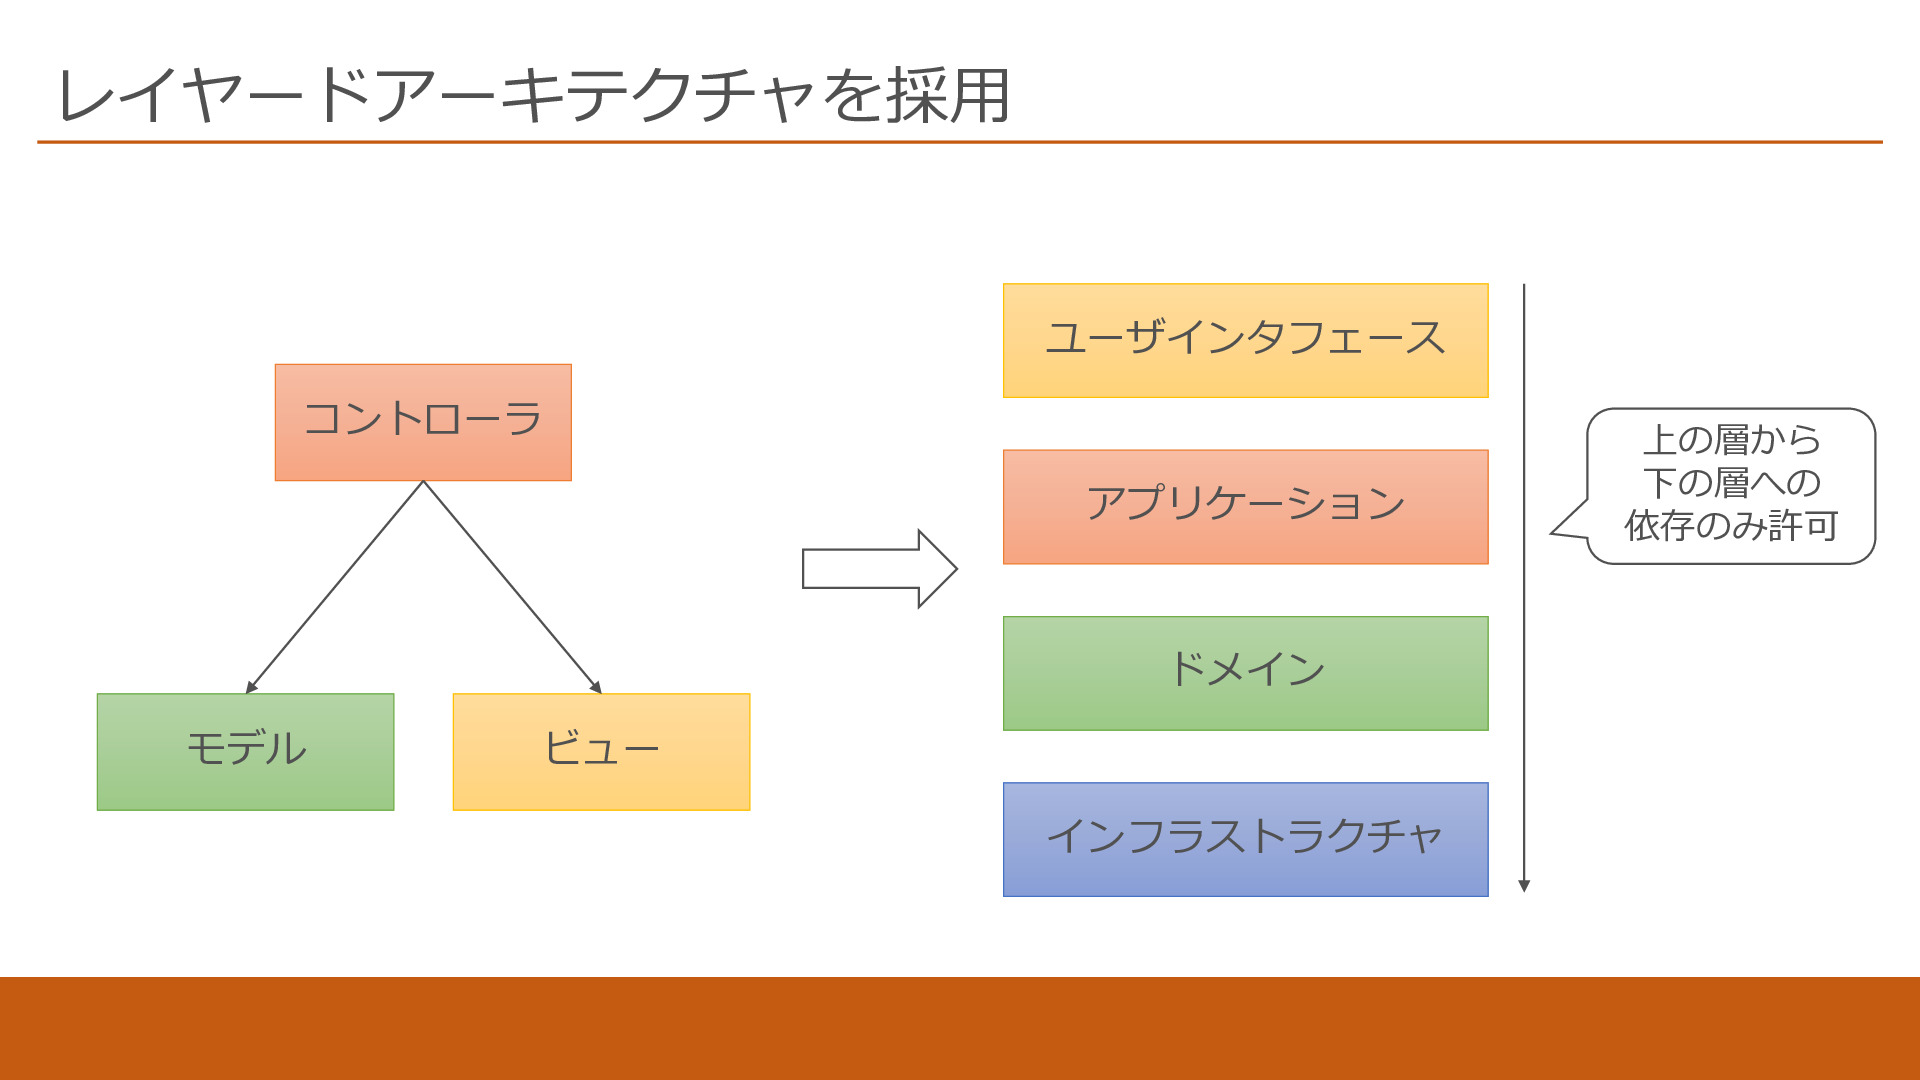 レイヤードアーキテクチャを採用
コントローラ
モデル
ビュー
ユーザインタフェース
アプリケーション
ドメイン
インフラストラクチャ
上の層から
下の層への
依存のみ許可